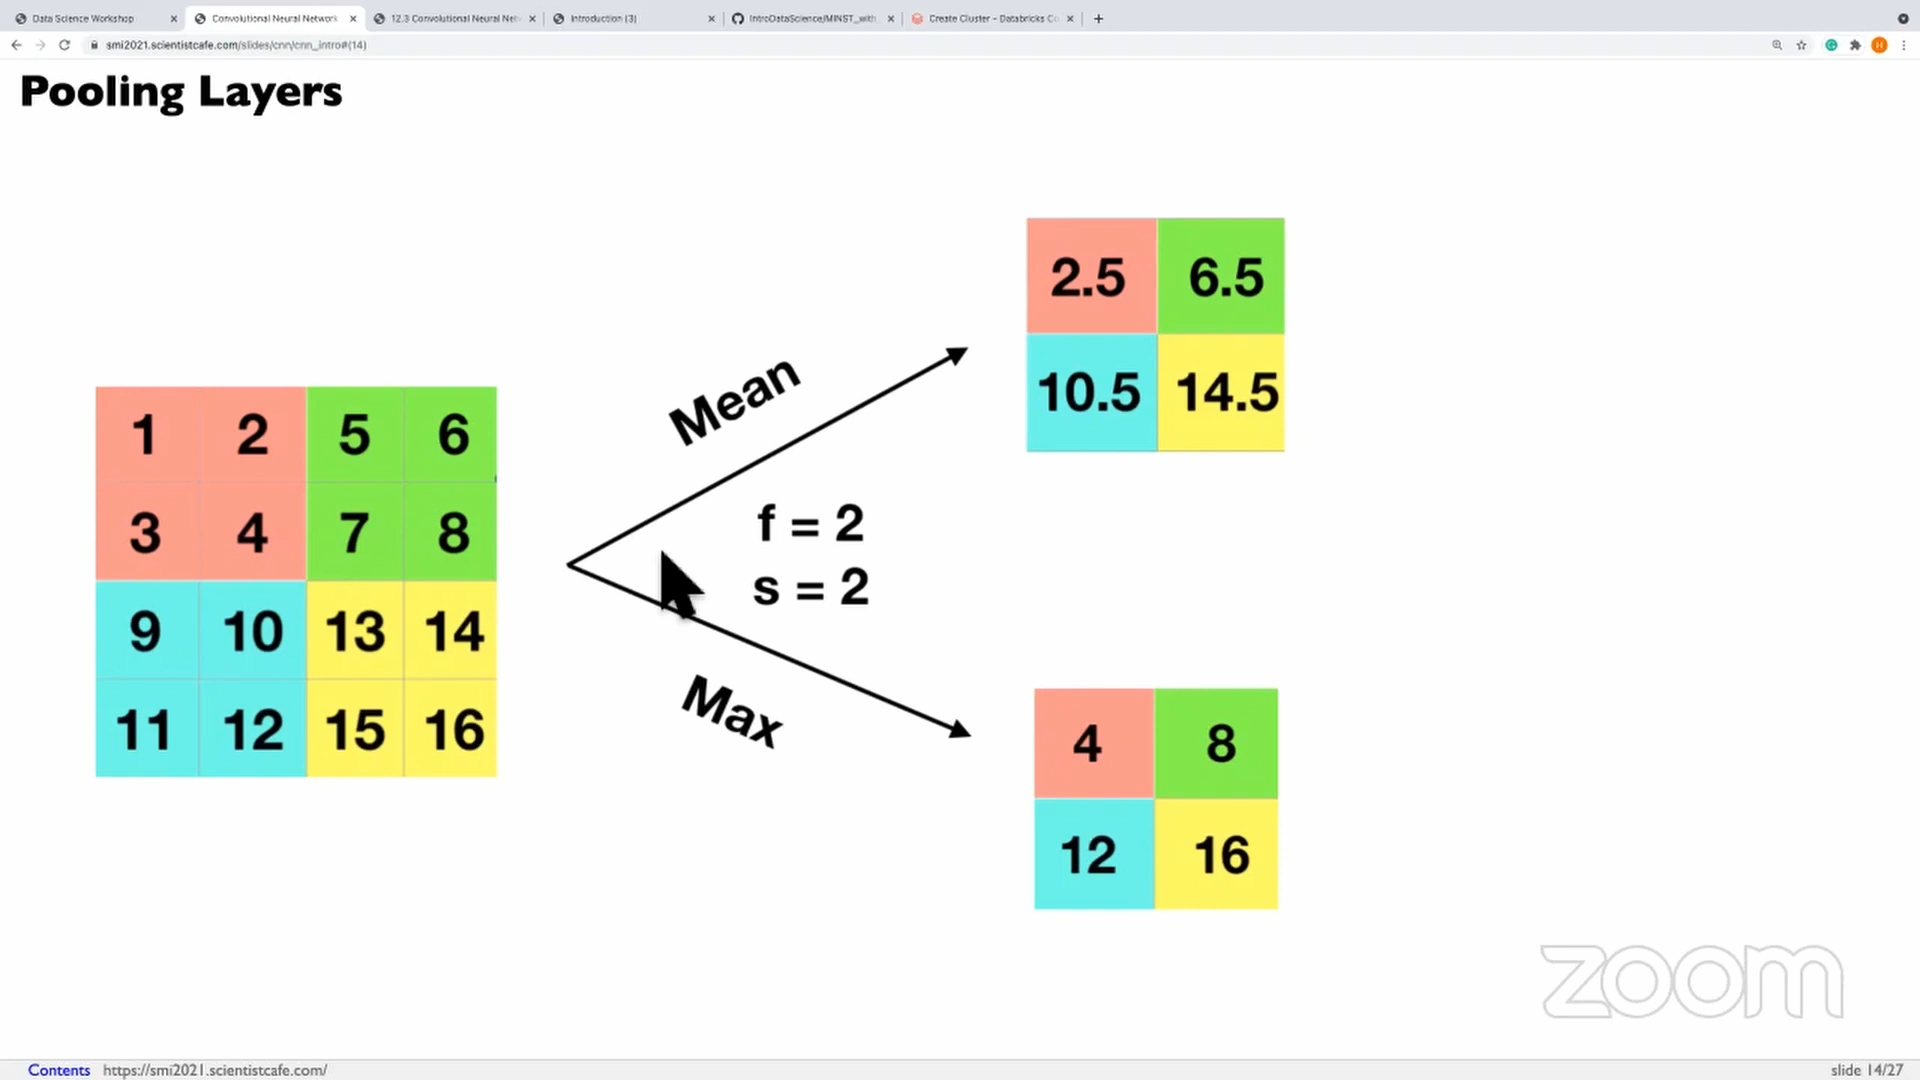 Data Science Workshop
Convolutional Neural Network
12.3 Convolutional Neural Net
Introduction (3)
IntroDataScience/MINST_with
Create Cluster - Databricks C
smi2021.scientistcafe.com/slides/cnn/cnn_intro#(14)
H
Pooling Layers
2.5 6.5
10.5 14.5
1 2 5 6
3 4 7 8
9 10 13 14
11 12 15 16
Mean
f = 2
s = 2
Max
4 8
12 16
zoom
Contents https://smi2021.scientistcafe.com/
slide 14/27